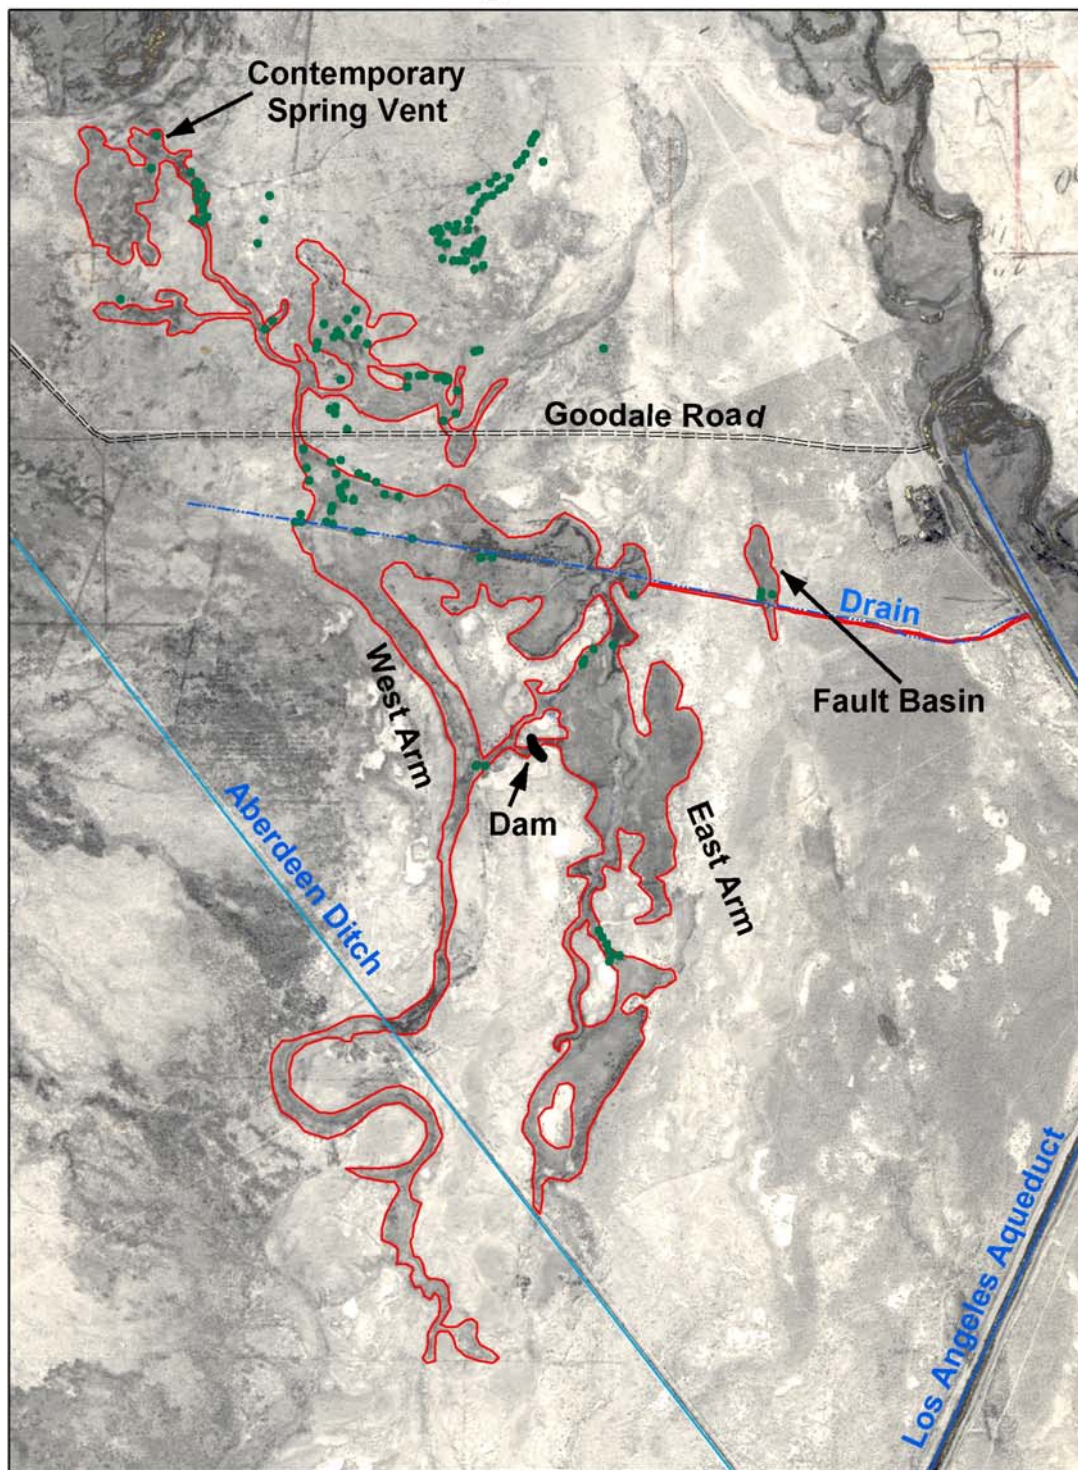 Contemporary
Spring Vent
Goodale Road
Drain
Fault Basin
West Arm
Dam
East Arm
Aberdeen Ditch
Los Angeles Aqueduct